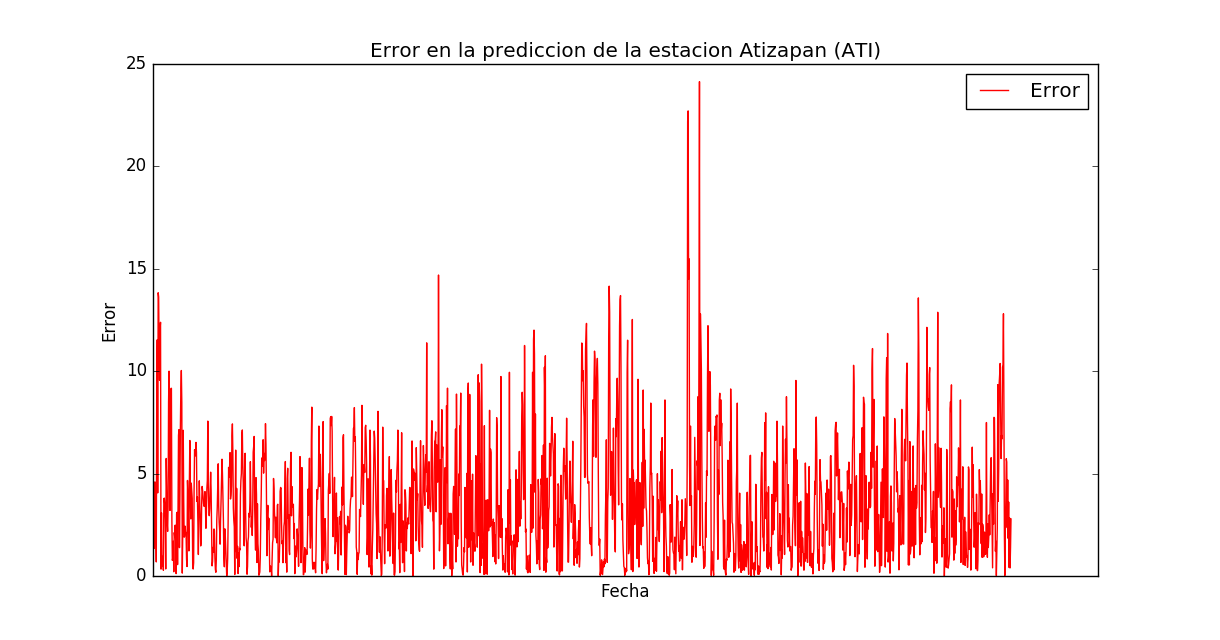 Error en la prediccion de la estacion Atizapan (ATI)
25
20
15
10
5
0
Error
Error
Fecha